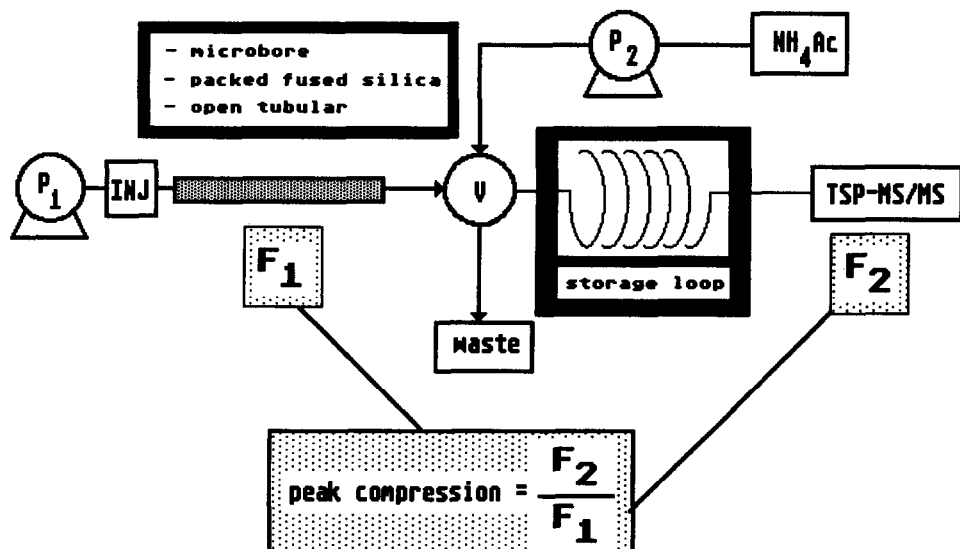 - microbore
- packed fused silica
- open tubular
P2
NH4Ac
P1
INJ
V
TSP-MS/MS
storage loop
F1
F2
waste
peak compression = F2/F1